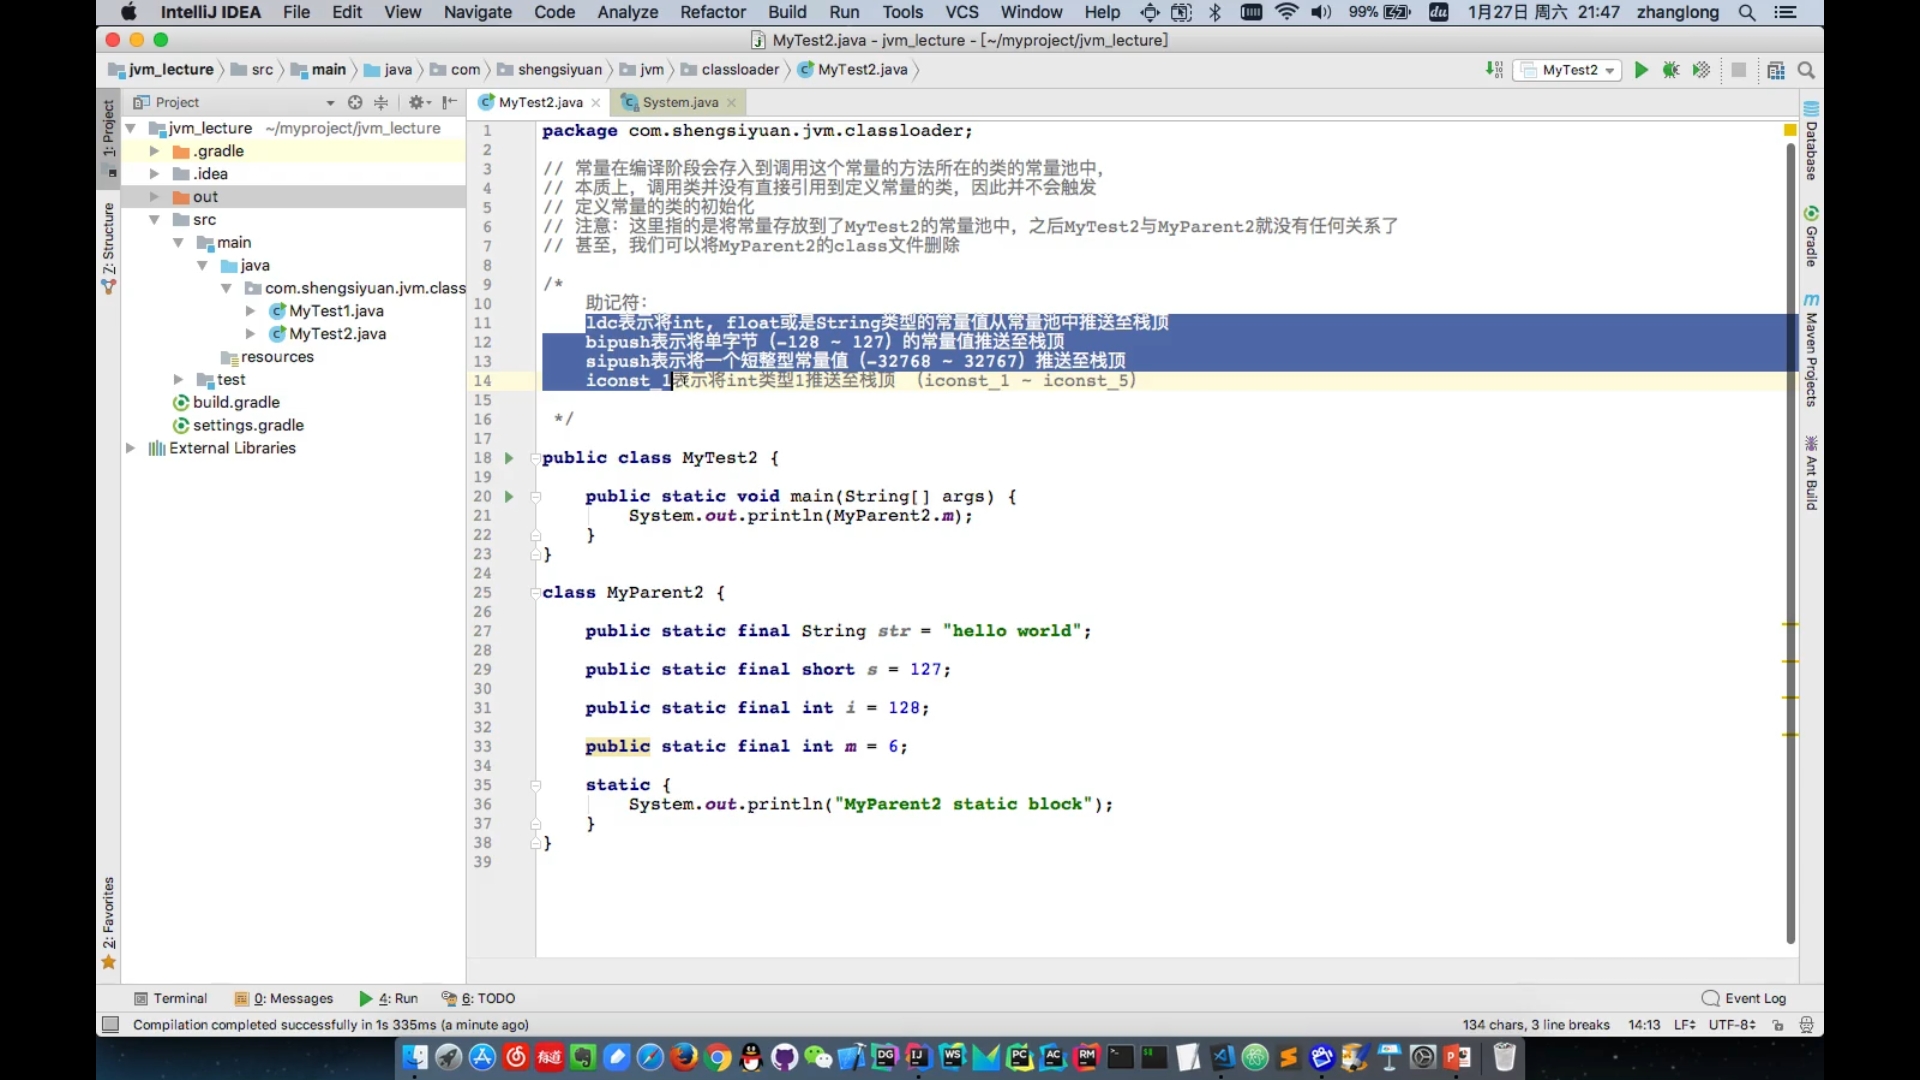 IntelliJ IDEA File Edit View Navigate Code Analyze Refactor Build Run Tools VCS Window Help 99% du 1月27日 周六 21:47 zhanglong
MyTest2.java - jvm_lecture - [~/myproject/jvm_lecture]
jvm_lecture src main java com shengsiyuan jvm classloader MyTest2.java MyTest2
Project
MyTest2.java
System.java
1: Project
Z: Structure
2: Favorites
jvm_lecture ~/myproject/jvm_lecture
.gradle
.idea
out
src
main
java
com.shengsiyuan.jvm.class
MyTest1.java
MyTest2.java
resources
test
build.gradle
settings.gradle
External Libraries
1 package com.shengsiyuan.jvm.classloader;
2
3 // 常量在编译阶段会存入到调用这个常量的方法所在的类的常量池中，
4 // 本质上，调用类并没有直接引用到定义常量的类，因此并不会触发
5 // 定义常量的类的初始化
6 // 注意：这里指的是将常量存放到了MyTest2的常量池中，之后MyTest2与MyParent2就没有任何关系了
7 // 甚至，我们可以将MyParent2的class文件删除
8
9 /*
10 助记符：
11 ldc表示将int, float或是String类型的常量值从常量池中推送至栈顶
12 bipush表示将单字节（-128 ~ 127）的常量值推送至栈顶
13 sipush表示将一个短整型常量值（-32768 ~ 32767）推送至栈顶
14 iconst_1表示将int类型1推送至栈顶 （iconst_1 ~ iconst_5）
15
16 */
17
18 public class MyTest2 {
19
20 public static void main(String[] args) {
21 System.out.println(MyParent2.m);
22 }
23 }
24
25 class MyParent2 {
26
27 public static final String str = "hello world";
28
29 public static final short s = 127;
30
31 public static final int i = 128;
32
33 public static final int m = 6;
34
35 static {
36 System.out.println("MyParent2 static block");
37 }
38 }
39
Database
Gradle
Maven Projects
Ant Build
Terminal 0: Messages 4: Run 6: TODO Event Log
Compilation completed successfully in 1s 335ms (a minute ago) 134 chars, 3 line breaks 14:13 LF UTF-8
有道 DG IJ WS PC AC RM P